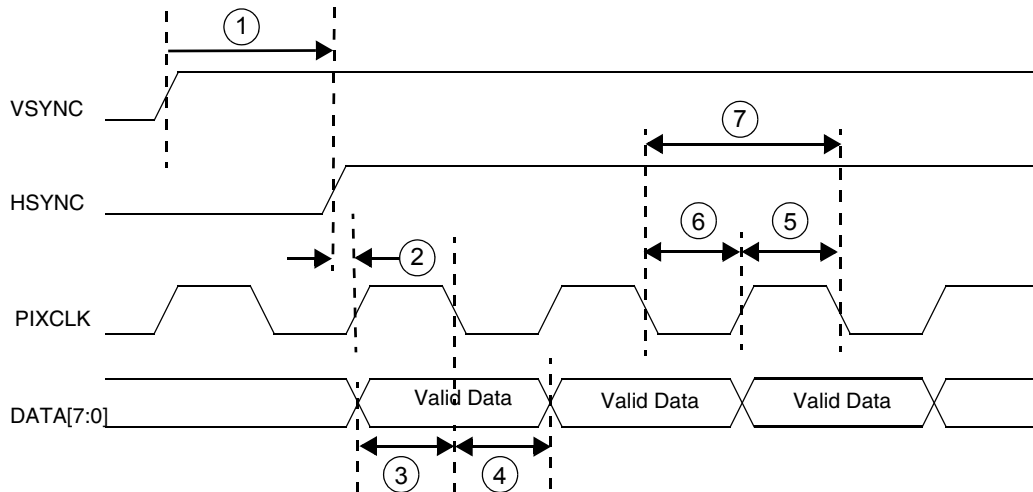 1
VSYNC
7
HSYNC
6
5
2
PIXCLK
Valid Data
Valid Data
Valid Data
DATA[7:0]
3
4